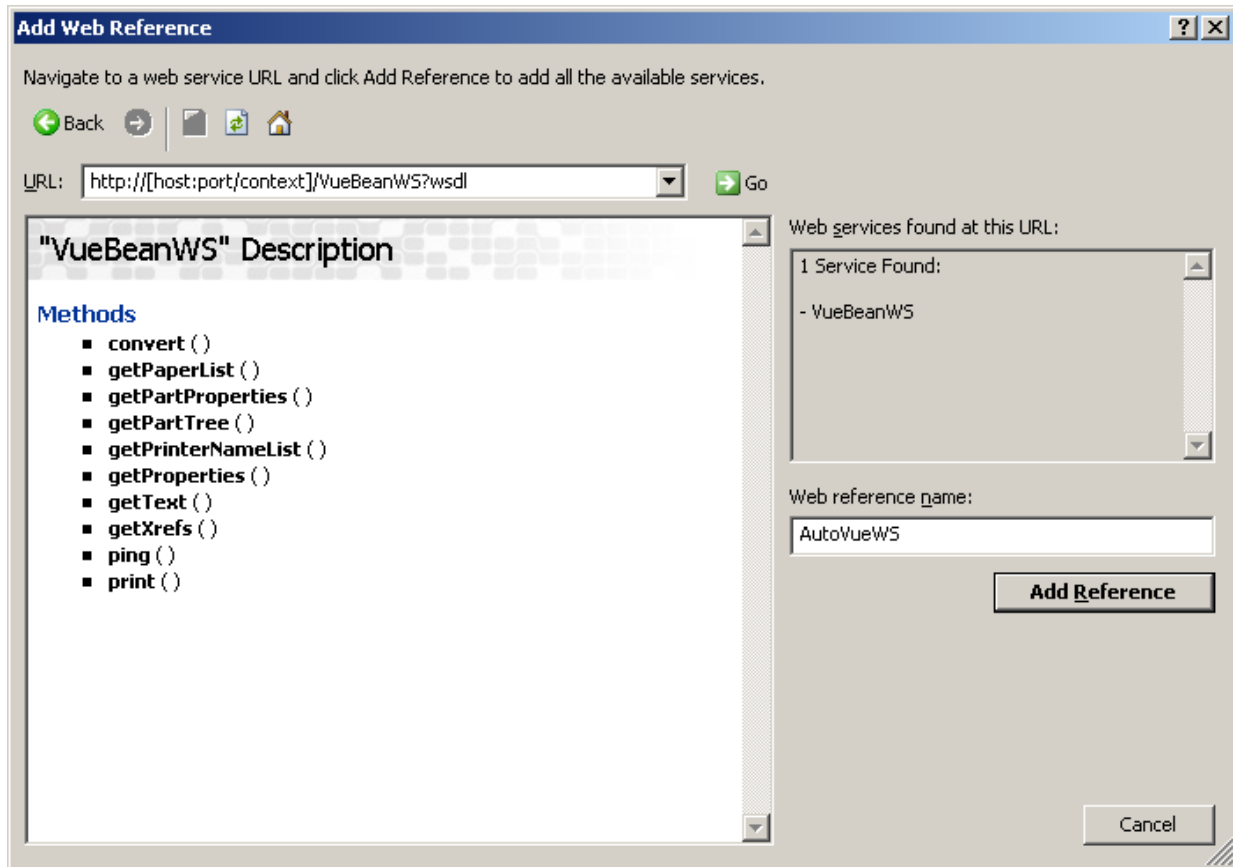 Add Web Reference
Navigate to a web service URL and click Add Reference to add all the available services.
Back
URL: http://[host:port/context]/VueBeanWS?wsdl Go
"VueBeanWS" Description
Methods
convert ( )
getPaperList ( )
getPartProperties ( )
getPartTree ( )
getPrinterNameList ( )
getProperties ( )
getText ( )
getXrefs ( )
ping ( )
print ( )
Web services found at this URL:
1 Service Found:
- VueBeanWS
Web reference name:
AutoVueWS
Add Reference
Cancel